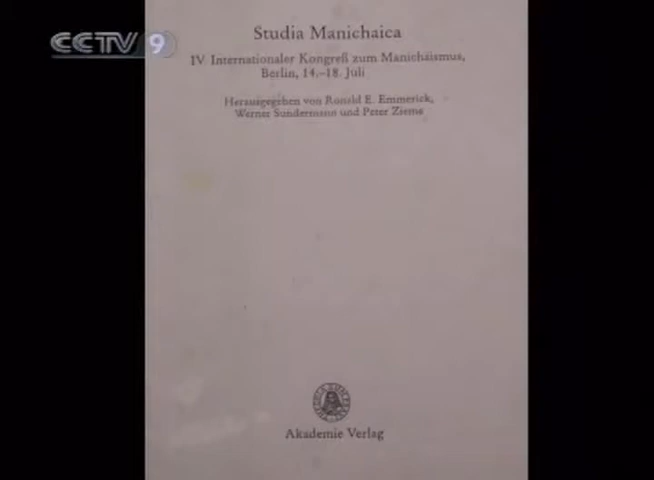 CCTV 9
Studia Manichaica
IV. Internationaler Kongreß zum Manichäismus,
Berlin, 14.–18. Juli
Herausgegeben von Ronald E. Emmerick,
Werner Sundermann und Peter Zieme
Akademie Verlag